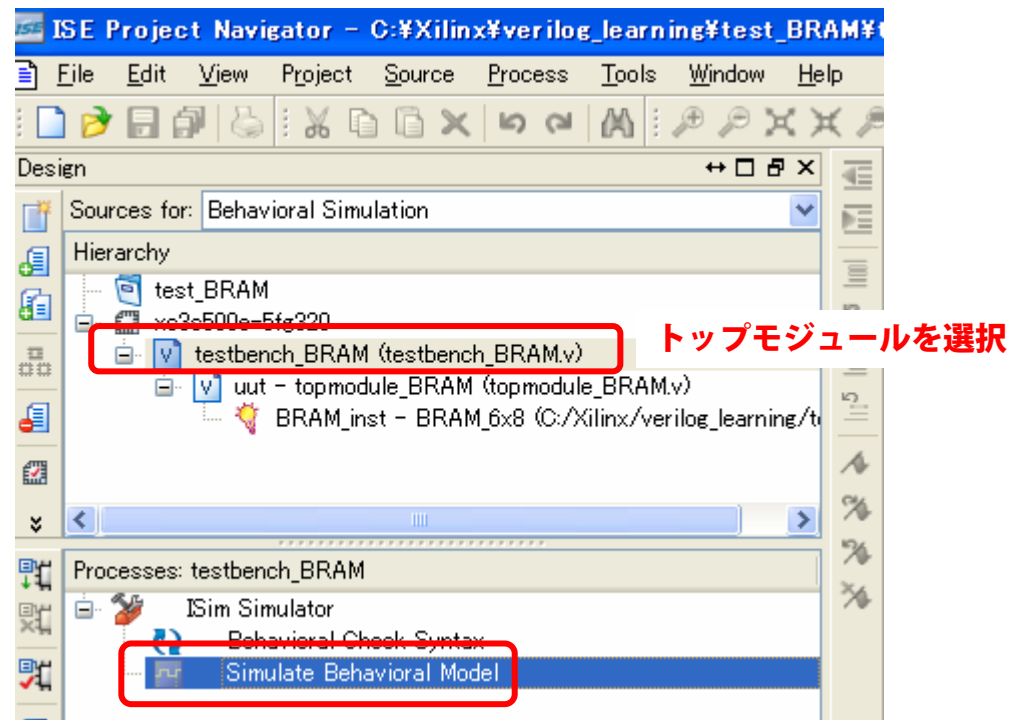 ISE Project Navigator - C:¥Xilinx¥verilog_learning¥test_BRAM¥t
File Edit View Project Source Process Tools Window Help
Design
Sources for: Behavioral Simulation
Hierarchy
test_BRAM
xc3s500e-5fg320
testbench_BRAM (testbench_BRAM.v)
トップモジュールを選択
uut - topmodule_BRAM (topmodule_BRAM.v)
BRAM_inst - BRAM_6x8 (C:/Xilinx/verilog_learning/t
Processes: testbench_BRAM
ISim Simulator
Behavioral Check Syntax
Simulate Behavioral Model